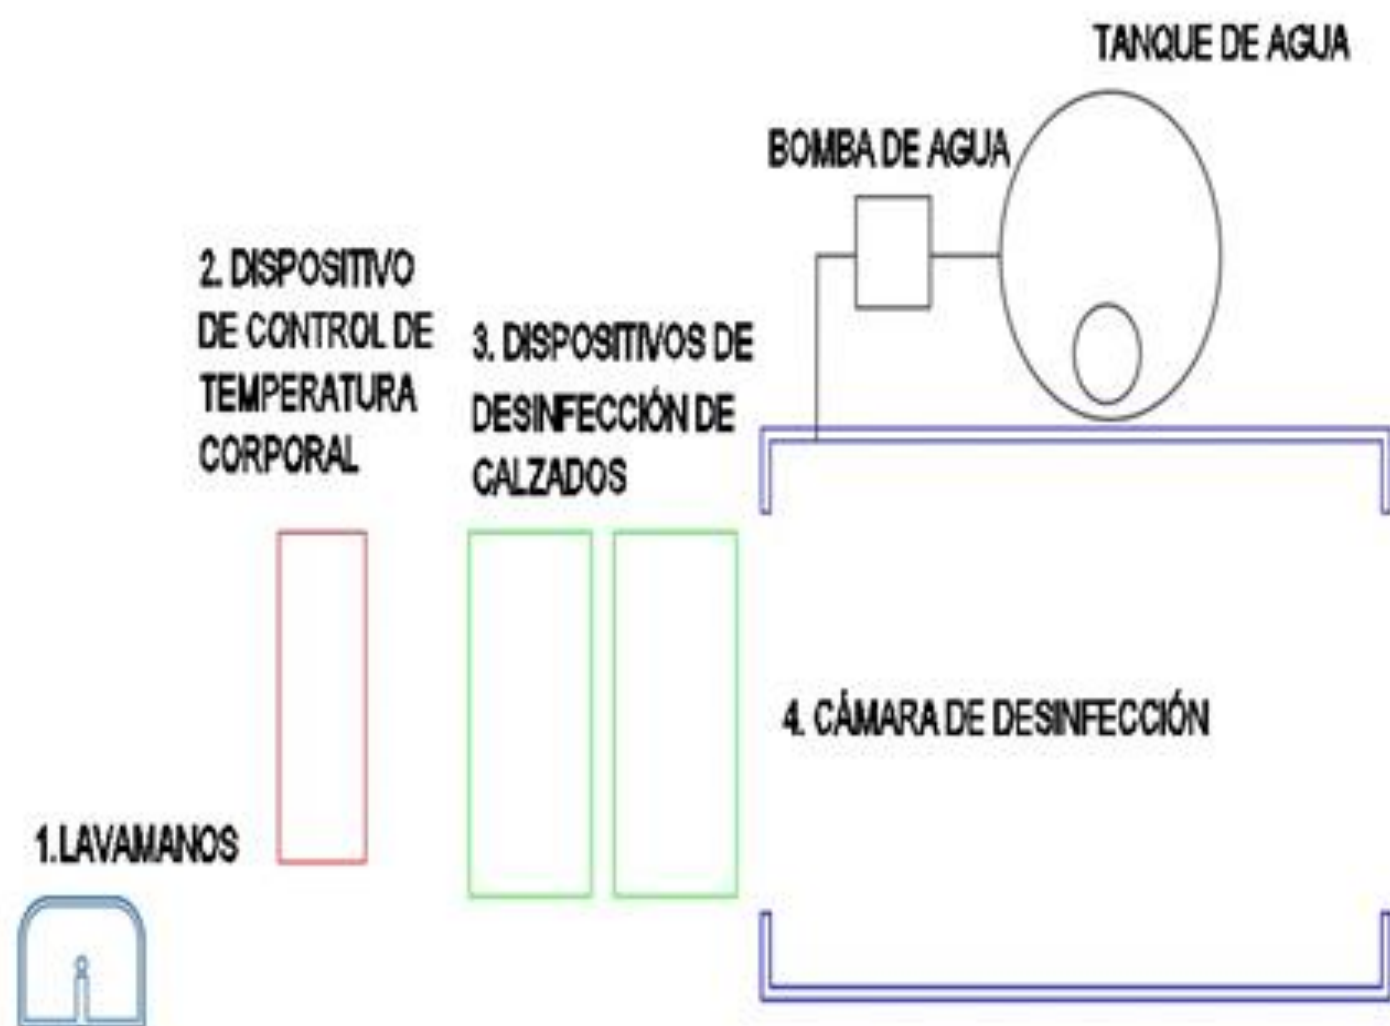 TANQUE DE AGUA
BOMBA DE AGUA
2. DISPOSITIVO
DE CONTROL DE
TEMPERATURA
CORPORAL
3. DISPOSITIVOS DE
DESINFECCIÓN DE
CALZADOS
4. CÁMARA DE DESINFECCIÓN
1.LAVAMANOS